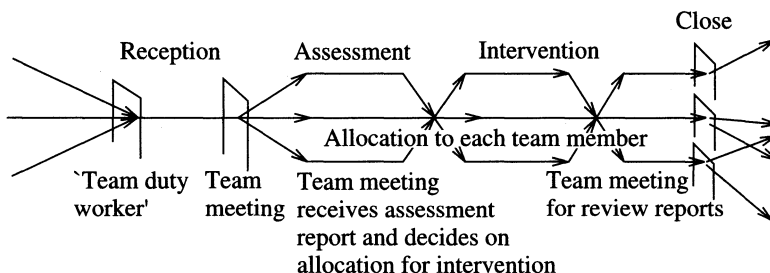 Close
Reception
Assessment
Intervention
Allocation to each team member
`Team duty
worker'
Team
meeting
Team meeting
receives assessment
report and decides on
allocation for intervention
Team meeting
for review reports